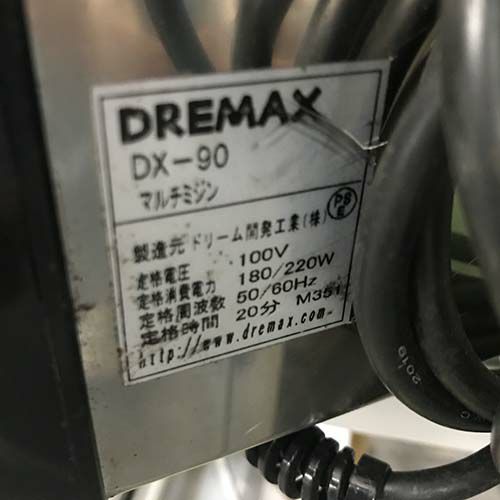 DREMAX
DX-90
マルチミジン
PS
E
製造元 ドリーム開発工業(株)
定格電圧 100V
定格消費電力 180/220W
定格周波数 50/60Hz
定格時間 20分 M351
http://www.dremax.com
2019